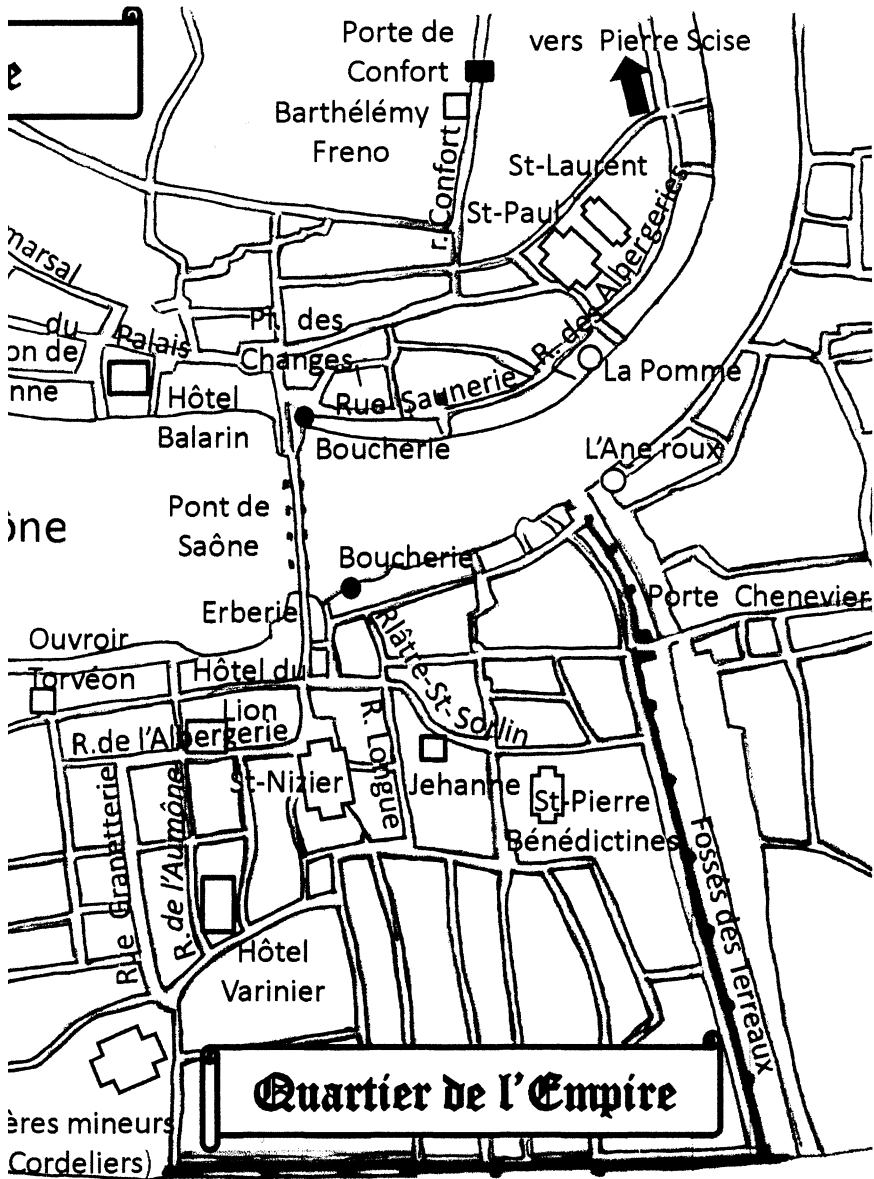 e
Porte de
Confort
vers Pierre Scise
Barthélémy
Freno
r. Confort
St-Laurent
St-Paul
R. des Albergeries
marsal
du
Palais
on de
nne
Pl. des
Changes
La Pomme
Hôtel
Balarin
Rue Saunerie
Boucherie
L'Ane roux
Pont de
Saône
ône
Boucherie
Erberie
Porte Chenevier
Ouvroir
Torvéon
Hôtel du
Lion
Plâtre-St-Sorlin
R.de l'Albergerie
R. Longue
St-Nizier
Jehanne
St-Pierre
Bénédictines
Rue Granetterie
R. de l'Aumône
Fossés des Terreaux
Hôtel
Varinier
Quartier de l'Empire
ères mineurs
Cordeliers)